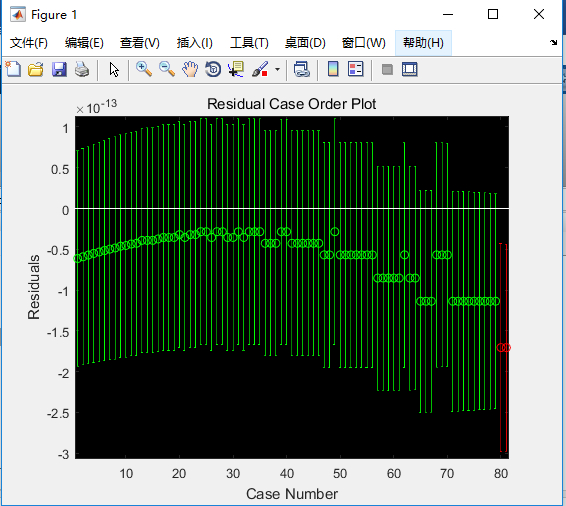 Figure 1
文件(F) 编辑(E) 查看(V) 插入(I) 工具(T) 桌面(D) 窗口(W) 帮助(H)
×10⁻¹³
Residual Case Order Plot
1
0.5
0
-0.5
-1
-1.5
-2
-2.5
-3
Residuals
10 20 30 40 50 60 70 80
Case Number